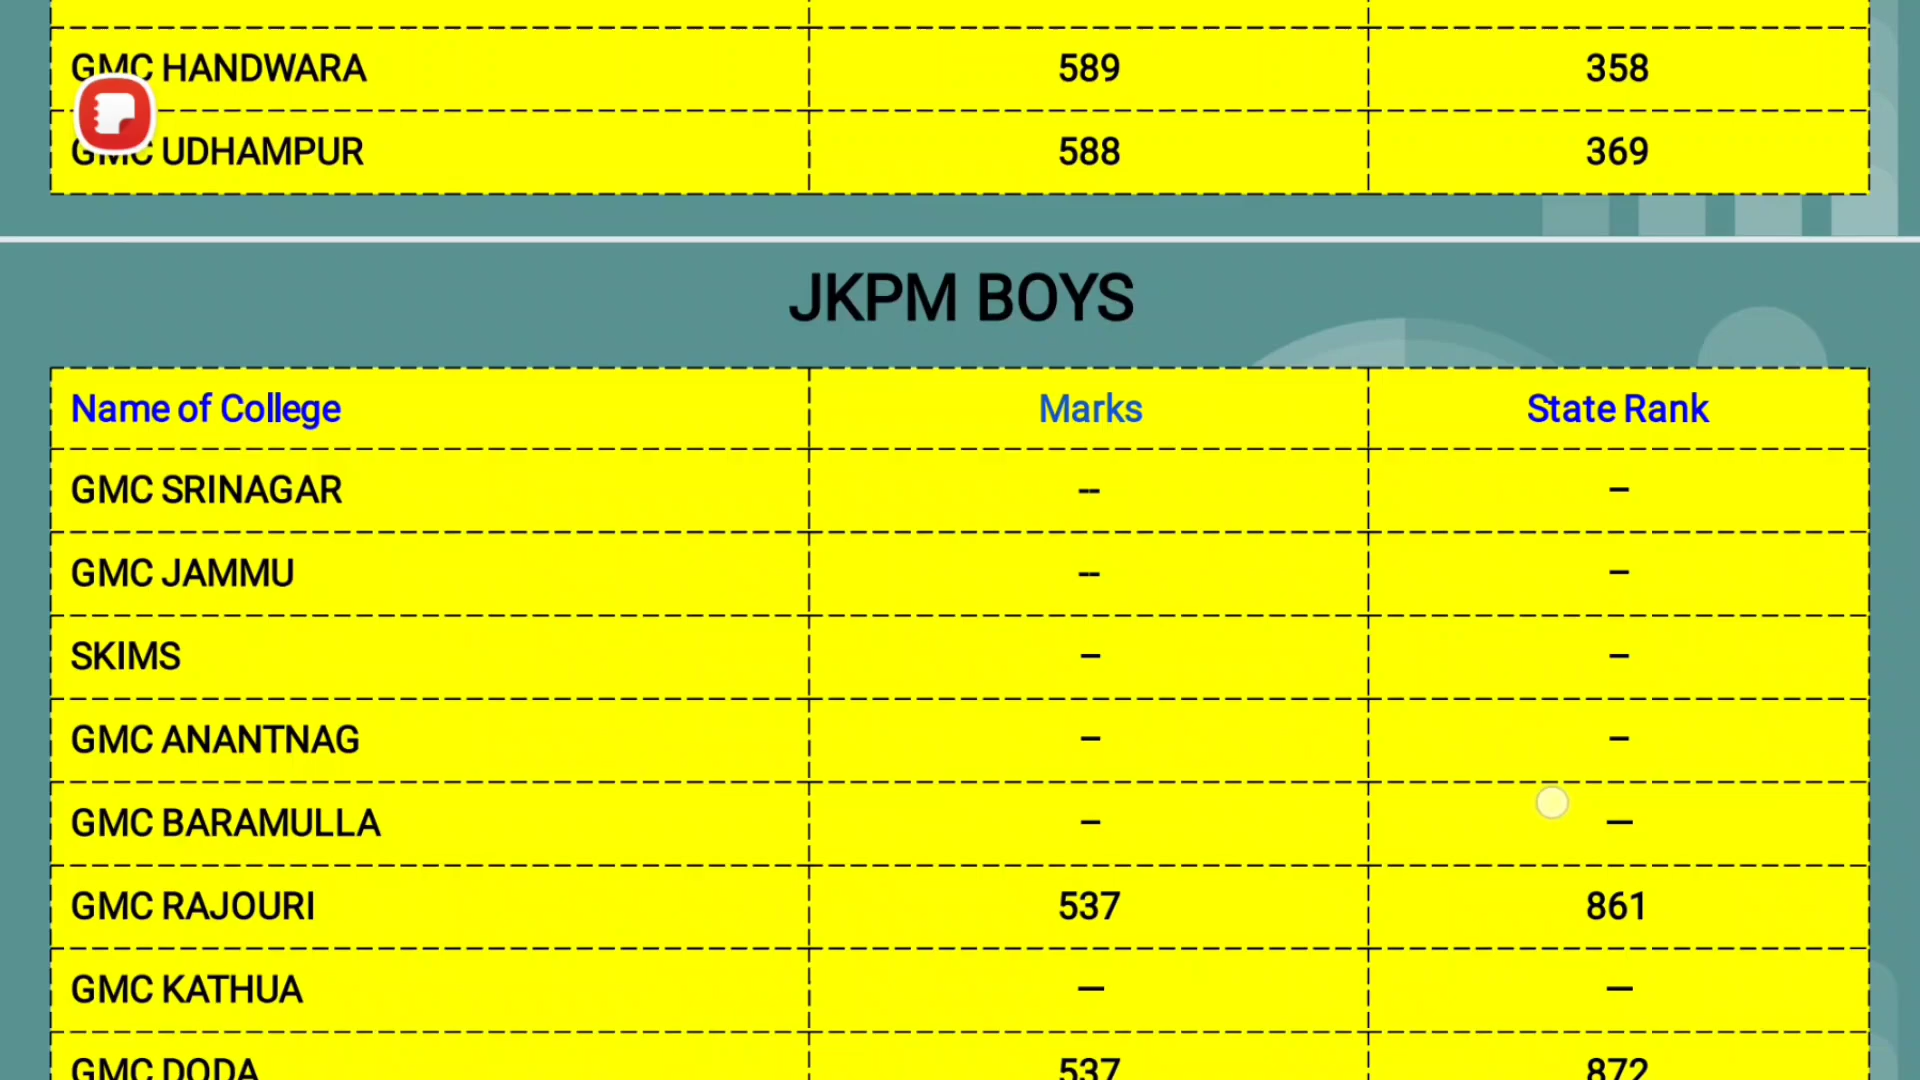 GMC HANDWARA 589 358
GMC UDHAMPUR 588 369
JKPM BOYS
Name of College Marks State Rank
GMC SRINAGAR -- –
GMC JAMMU -- –
SKIMS – –
GMC ANANTNAG – –
GMC BARAMULLA – —
GMC RAJOURI 537 861
GMC KATHUA — —
GMC DODA 537 872